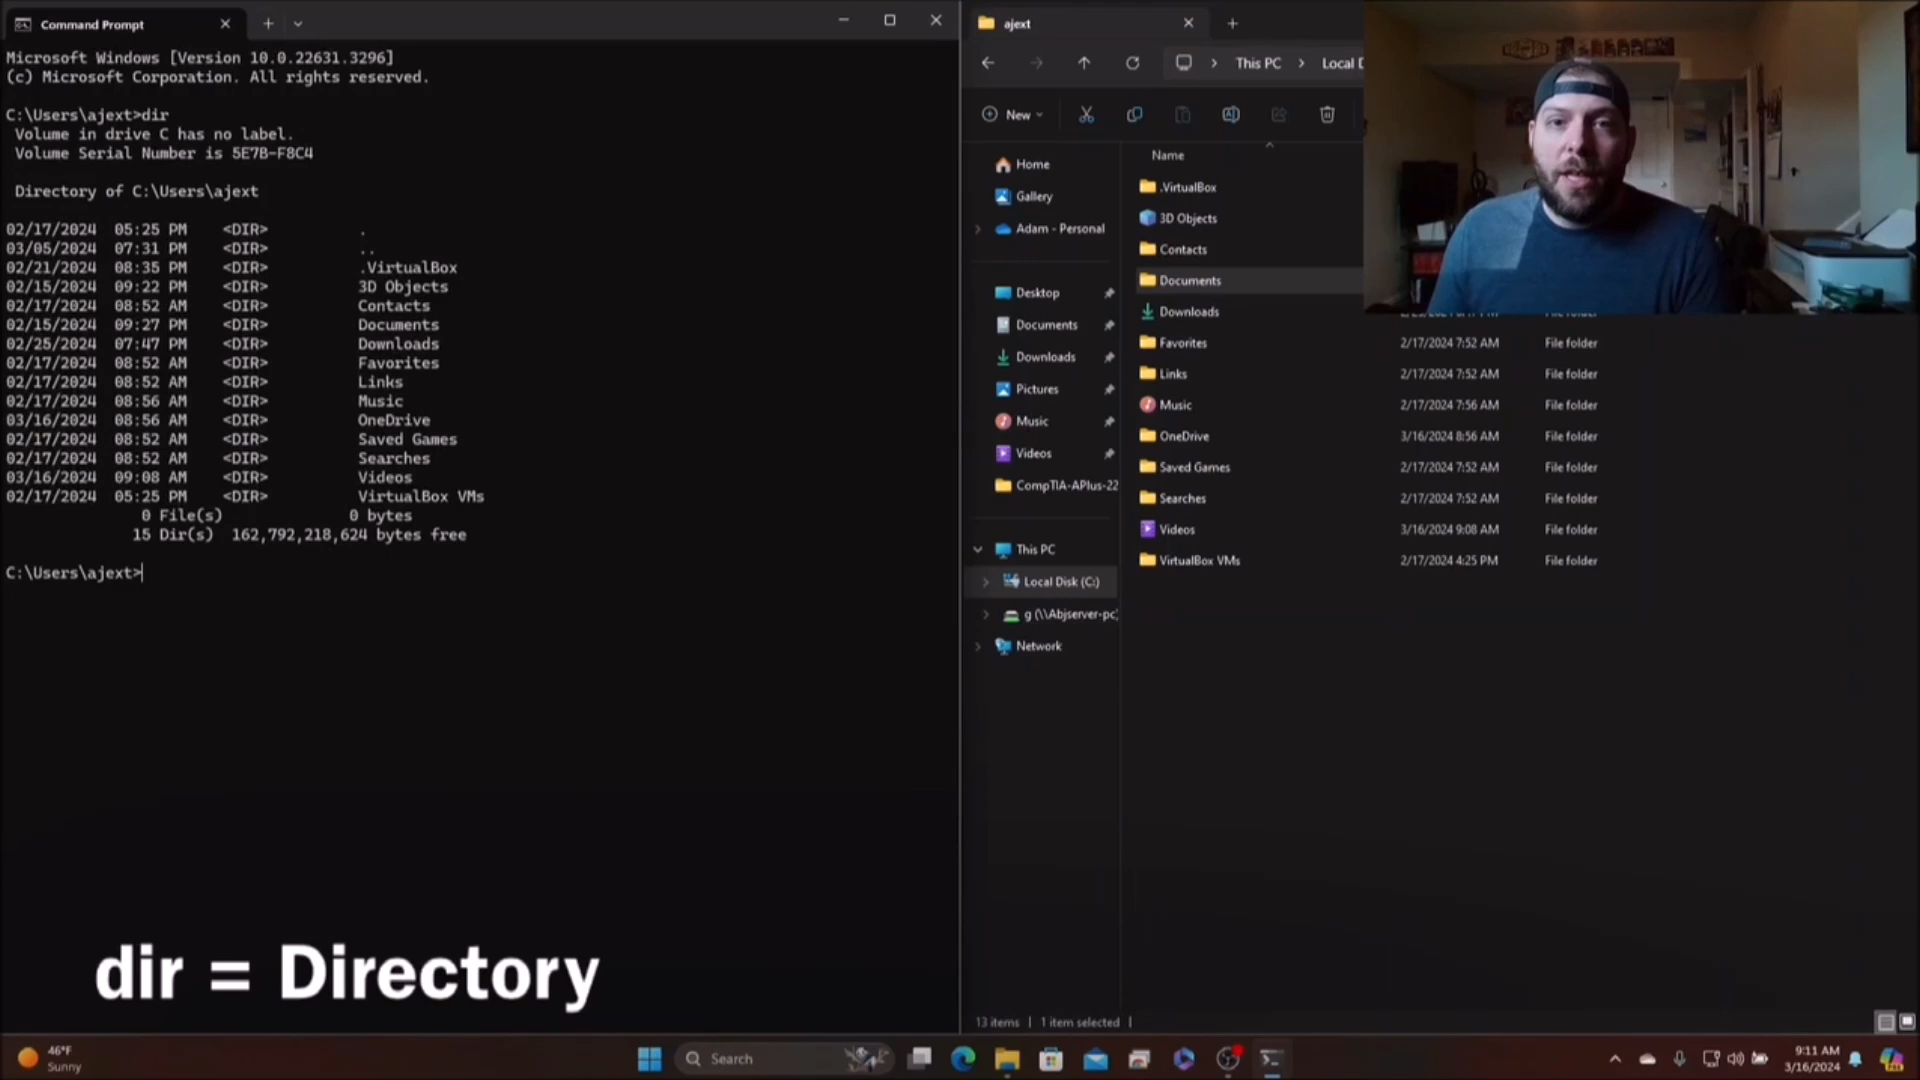 Command Prompt
Microsoft Windows [Version 10.0.22631.3296]
(c) Microsoft Corporation. All rights reserved.
C:\Users\ajext>dir
Volume in drive C has no label.
Volume Serial Number is 5E7B-F8C4
Directory of C:\Users\ajext
02/17/2024 05:25 PM <DIR> .
03/05/2024 07:31 PM <DIR> ..
02/21/2024 08:35 PM <DIR> .VirtualBox
02/15/2024 09:22 PM <DIR> 3D Objects
02/17/2024 08:52 AM <DIR> Contacts
02/15/2024 09:27 PM <DIR> Documents
02/25/2024 07:47 PM <DIR> Downloads
02/17/2024 08:52 AM <DIR> Favorites
02/17/2024 08:52 AM <DIR> Links
02/17/2024 08:56 AM <DIR> Music
03/16/2024 08:56 AM <DIR> OneDrive
02/17/2024 08:52 AM <DIR> Saved Games
02/17/2024 08:52 AM <DIR> Searches
03/16/2024 09:08 AM <DIR> Videos
02/17/2024 05:25 PM <DIR> VirtualBox VMs
0 File(s) 0 bytes
15 Dir(s) 162,792,218,624 bytes free
C:\Users\ajext>
dir = Directory
ajext
This PC > Local D
New
Home
Gallery
Adam - Personal
Desktop
Documents
Downloads
Pictures
Music
Videos
CompTIA-APlus-22
This PC
Local Disk (C:)
g (\\Abjserver-pc)
Network
Name
.VirtualBox
3D Objects
Contacts
Documents
Downloads
Favorites 2/17/2024 7:52 AM File folder
Links 2/17/2024 7:52 AM File folder
Music 2/17/2024 7:56 AM File folder
OneDrive 3/16/2024 8:56 AM File folder
Saved Games 2/17/2024 7:52 AM File folder
Searches 2/17/2024 7:52 AM File folder
Videos 3/16/2024 9:08 AM File folder
VirtualBox VMs 2/17/2024 4:25 PM File folder
13 items | 1 item selected |
46°F
Sunny
Search
9:11 AM
3/16/2024